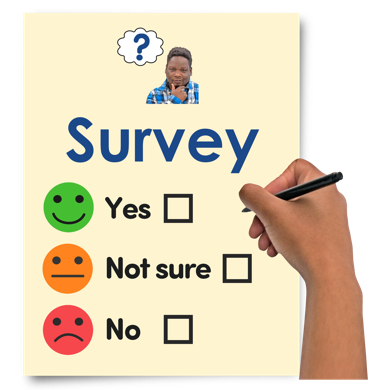 ?
Survey
Yes
Not sure
No